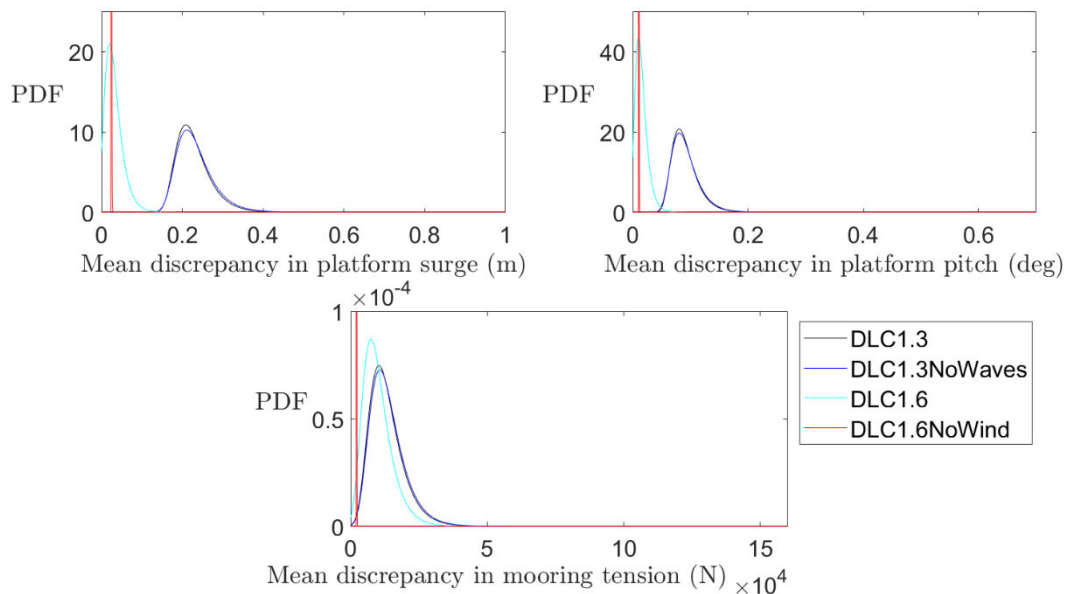 20
PDF
10
0
0 0.2 0.4 0.6 0.8 1
Mean discrepancy in platform surge (m)
40
PDF
20
0
0 0.2 0.4 0.6
Mean discrepancy in platform pitch (deg)
×10-4
1
PDF
0.5
0
0 5 10 15
Mean discrepancy in mooring tension (N)
×104
DLC1.3
DLC1.3NoWaves
DLC1.6
DLC1.6NoWind